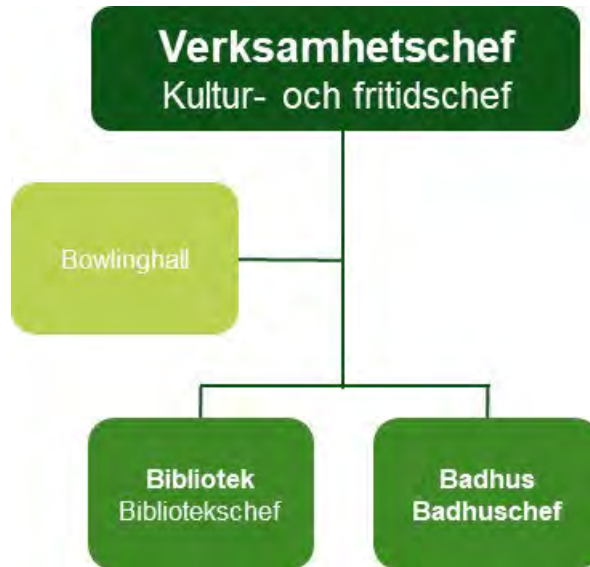 Verksamhetschef
Kultur- och fritidschef
Bowlinghall
Bibliotek
Bibliotekschef
Badhus
Badhuschef